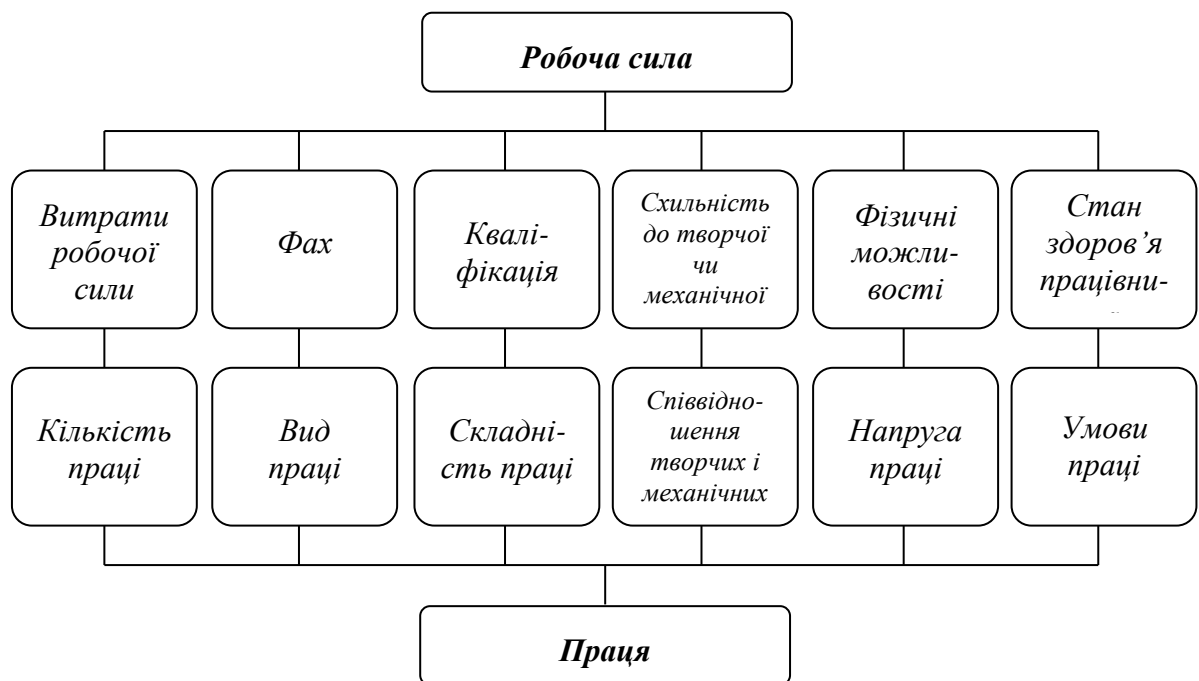 Робоча сила
Витрати
робочої
сили
Фах
Квалі-
фікація
Схильність
до творчої
чи
механічної
Фізичні
можли-
вості
Стан
здоров’я
працівни-
Кількість
праці
Вид
праці
Складні-
сть праці
Співвідно-
шення
творчих і
механічних
Напруга
праці
Умови
праці
Праця